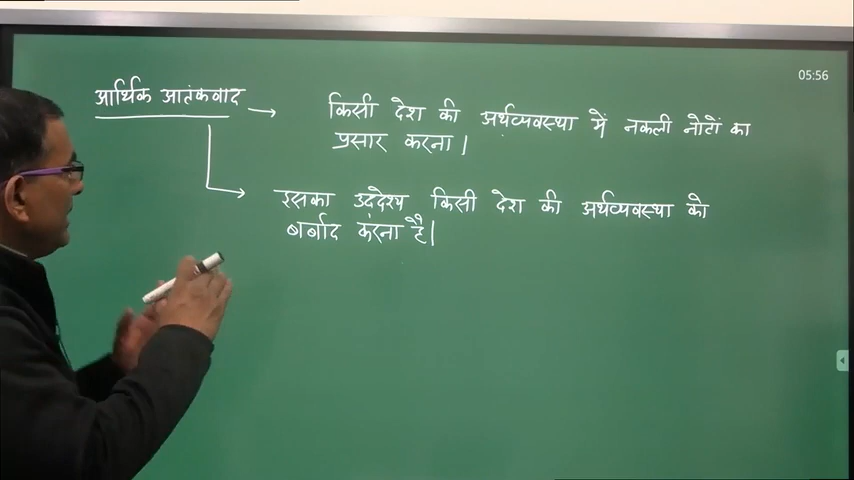 05:56
आर्थिक आतंकवाद → किसी देश की अर्थव्यवस्था में नकली नोटों का
प्रसार करना।
→ इसका उद्देश्य किसी देश की अर्थव्यवस्था को
बर्बाद करना है।